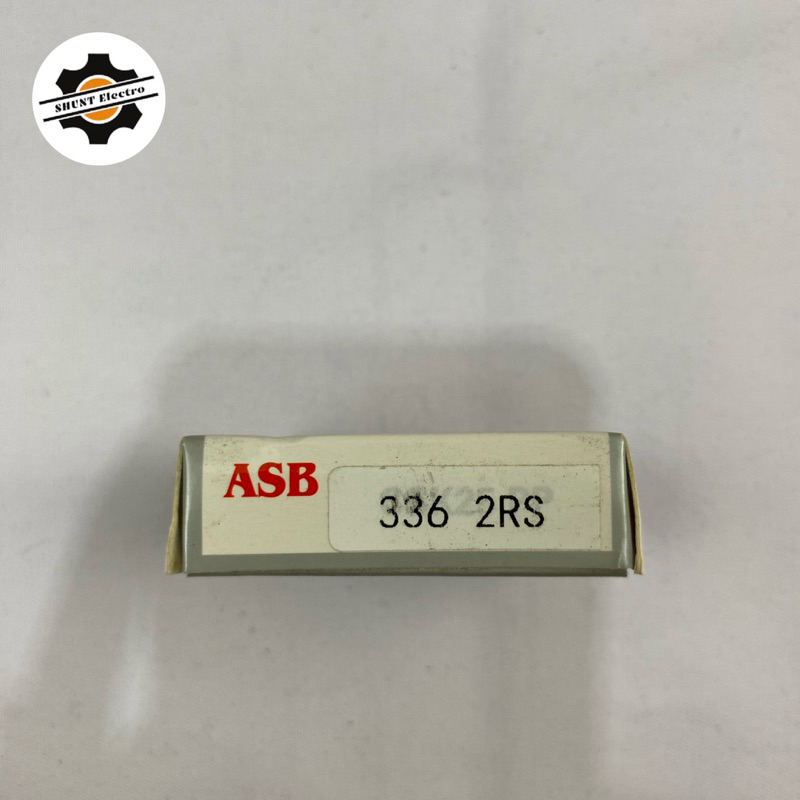 SHUNT Electro
ASB
336 2RS